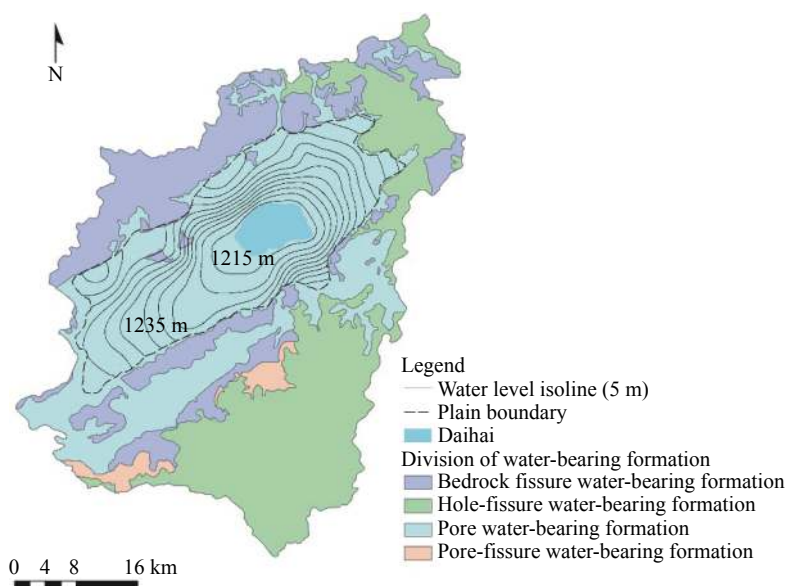 N
1215 m
1235 m
Legend
Water level isoline (5 m)
Plain boundary
Daihai
Division of water-bearing formation
Bedrock fissure water-bearing formation
Hole-fissure water-bearing formation
Pore water-bearing formation
Pore-fissure water-bearing formation
0 4 8 16 km